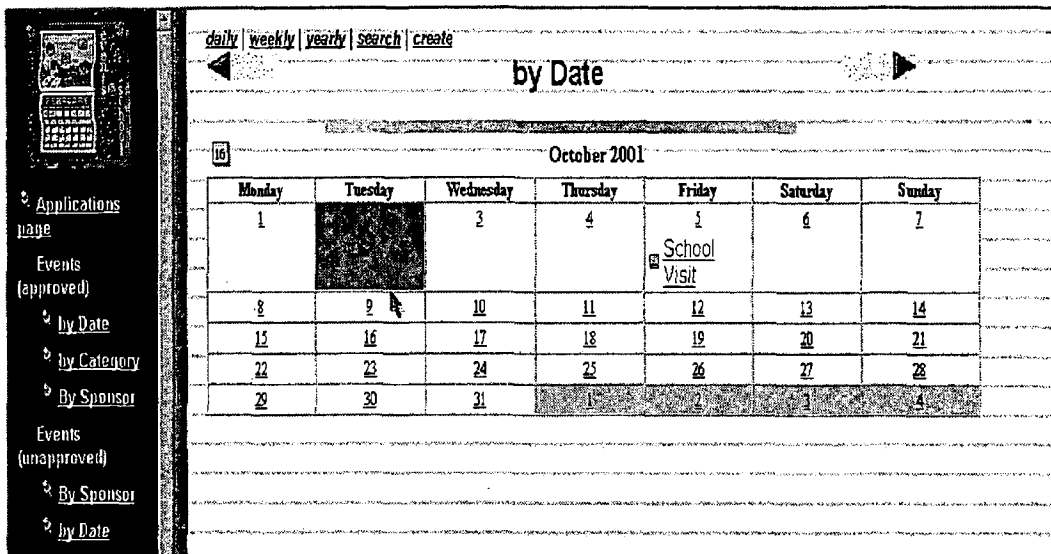 daily | weekly | yearly | search | create
by Date
16
October 2001
Monday Tuesday Wednesday Thursday Friday Saturday Sunday
1 3 4 5 6 7
School
Visit
8 9 10 11 12 13 14
15 16 17 18 19 20 21
22 23 24 25 26 27 28
29 30 31 1 2 3 4
Applications
page
Events
(approved)
by Date
by Category
By Sponsor
Events
(unapproved)
By Sponsor
by Date